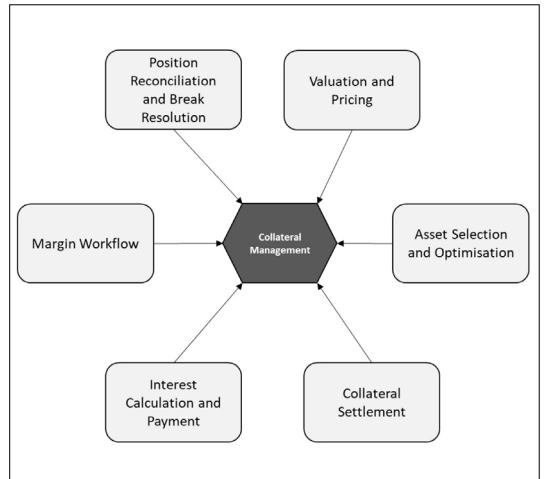 Position
Reconciliation
and Break
Resolution
Valuation and
Pricing
Margin Workflow
Collateral
Management
Asset Selection
and Optimisation
Interest
Calculation and
Payment
Collateral
Settlement